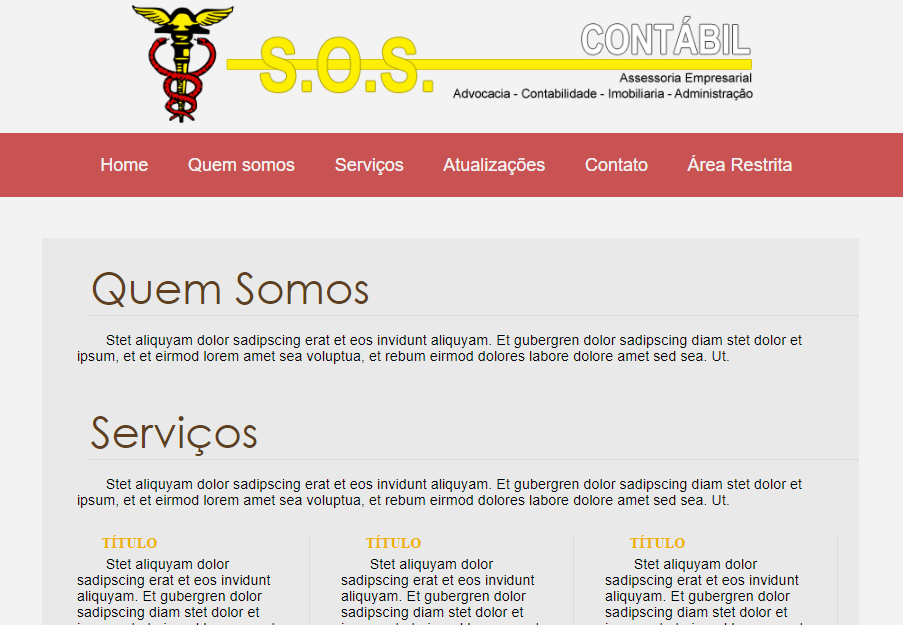 S.O.S.
CONTÁBIL
Assessoria Empresarial
Advocacia - Contabilidade - Imobiliaria - Administração
Home Quem somos Serviços Atualizações Contato Área Restrita
Quem Somos
Stet aliquyam dolor sadipscing erat et eos invidunt aliquyam. Et gubergren dolor sadipscing diam stet dolor et
ipsum, et et eirmod lorem amet sea voluptua, et rebum eirmod dolores labore dolore amet sed sea. Ut.
Serviços
Stet aliquyam dolor sadipscing erat et eos invidunt aliquyam. Et gubergren dolor sadipscing diam stet dolor et
ipsum, et et eirmod lorem amet sea voluptua, et rebum eirmod dolores labore dolore amet sed sea. Ut.
TÍTULO
Stet aliquyam dolor
sadipscing erat et eos invidunt
aliquyam. Et gubergren dolor
sadipscing diam stet dolor et
TÍTULO
Stet aliquyam dolor
sadipscing erat et eos invidunt
aliquyam. Et gubergren dolor
sadipscing diam stet dolor et
TÍTULO
Stet aliquyam dolor
sadipscing erat et eos invidunt
aliquyam. Et gubergren dolor
sadipscing diam stet dolor et